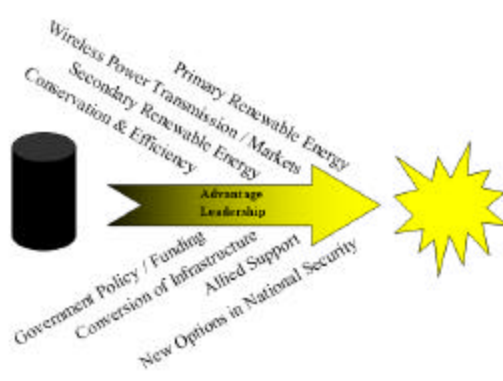 Primary Renewable Energy
Wireless Power Transmission / Markets
Secondary Renewable Energy
Conservation & Efficiency
Advantage
Leadership
Government Policy / Funding
Conversion of Infrastructure
Allied Support
New Options in National Security